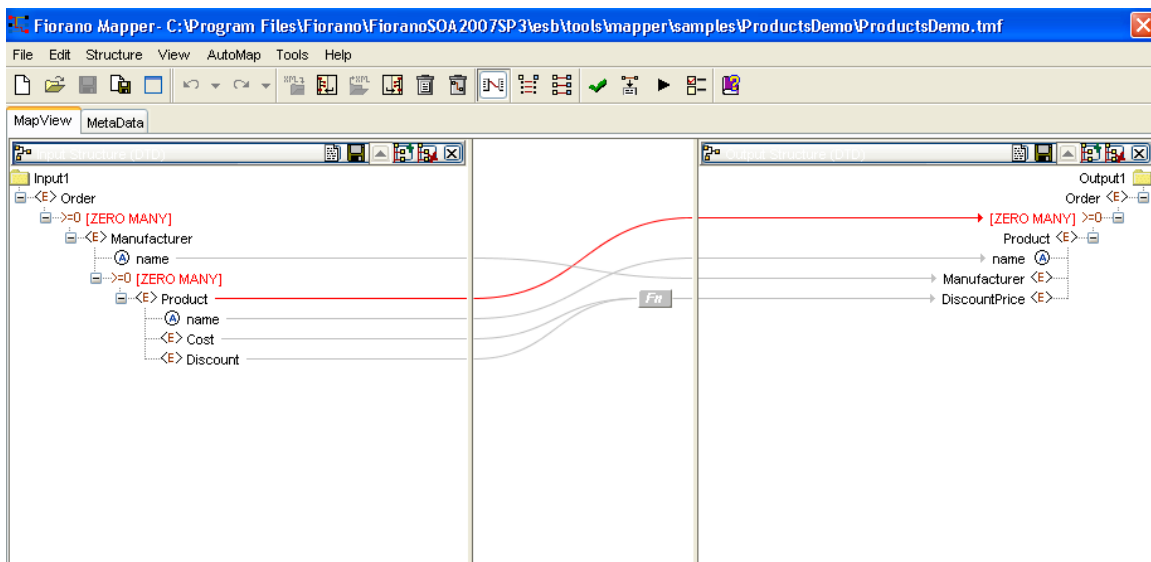 Fiorano Mapper- C:\Program Files\Fiorano\FioranoSOA2007SP3\esb\tools\mapper\samples\ProductsDemo\ProductsDemo.tmf
File Edit Structure View AutoMap Tools Help
MapView MetaData
Input Structure (DTD)
Output Structure (DTD)
Input1
Order
>=0 [ZERO MANY]
Manufacturer
name
>=0 [ZERO MANY]
Product
name
Cost
Discount
Fn
Output1
Order
[ZERO MANY] >=0
Product
name
Manufacturer
DiscountPrice